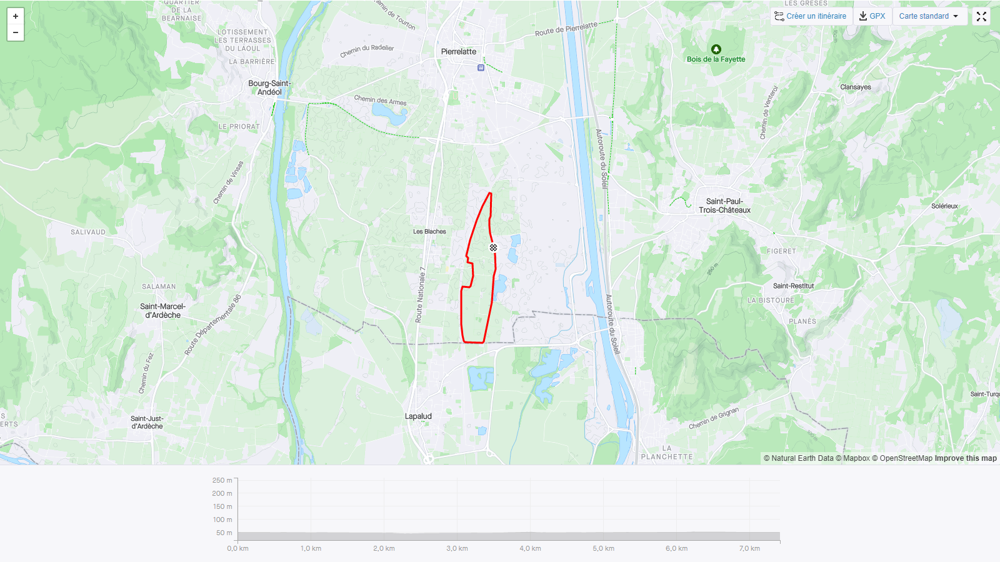 +
−
Créer un itinéraire
GPX
Carte standard
QUARTIER
DE LA
BEARNAISE
Chemin de Tourton
LES GRÈSES
LOTISSEMENT
LES TERRASSES
DU LAOUL
Route de Pierrelatte
Chemin du Radelier
Pierrelatte
LA BARRIÈRE
Bois de la Fayette
Bourg-Saint-
Andéol
Clansayes
Chemin des Armes
Chemin de Venterol
LE PRIORAT
Autoroute du Soleil
Chemin de Vinsas
Saint-Paul-
Trois-Châteaux
Solérieux
SALIVAUD
Les Blaches
FIGERET
250 m
SALAMAN
Route Nationale 7
Saint-Restitut
LA BISTOURE
Saint-Marcel-
d'Ardèche
Route Départementale 86
Autoroute du Soleil
PLANÈS
Chemin du Fez
Saint-Turqu
Saint-Just-
d'Ardèche
Lapalud
Chemin de Grignan
S
ERTS
LA
PLANCHETTE
© Natural Earth Data © Mapbox © OpenStreetMap Improve this map
250 m
200 m
150 m
100 m
50 m
0,0 km
1,0 km
2,0 km
3,0 km
4,0 km
5,0 km
6,0 km
7,0 km